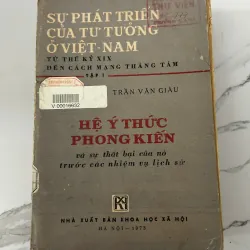 SỰ PHÁT TRIỂN
CỦA TƯ TƯỞNG
Ở VIỆT-NAM
TỪ THẾ KỶ XIX
ĐẾN CÁCH MẠNG THÁNG TÁM
TẬP I
TRẦN VĂN GIÀU
HỆ Ý THỨC
PHONG KIẾN
và sự thất bại của nó
trước các nhiệm vụ lịch sử
NHÀ XUẤT BẢN KHOA HỌC XÃ HỘI
HÀ NỘI – 1973